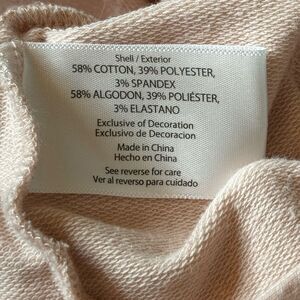 Shell / Exterior
58% COTTON, 39% POLYESTER,
3% SPANDEX
58% ALGODON, 39% POLIÉSTER,
3% ELASTANO
Exclusive of Decoration
Exclusivo de Decoracion
Made in China
Hecho en China
See reverse for care
Ver al reverso para cuidado